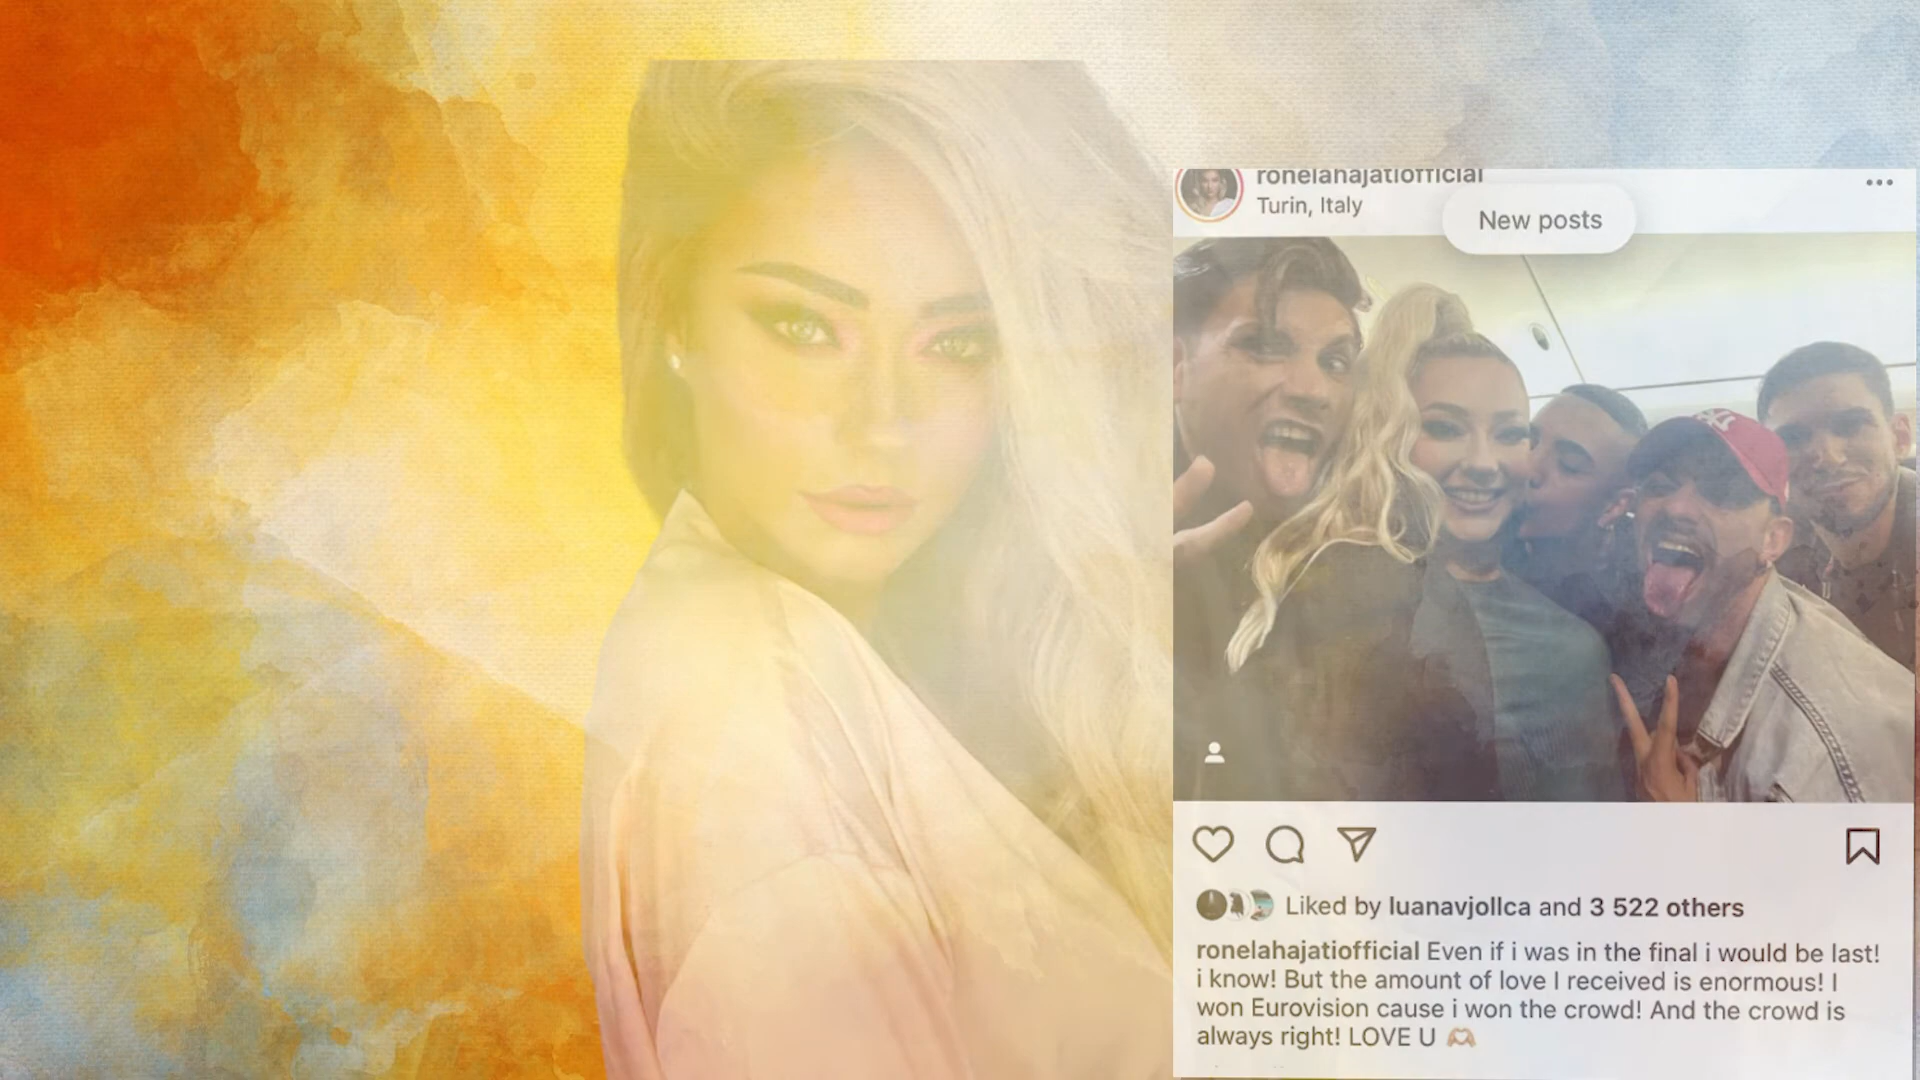 ronelahajatiofficial
Turin, Italy
New posts
Liked by luanavjollca and 3 522 others
ronelahajatiofficial Even if i was in the final i would be last!
i know! But the amount of love I received is enormous! I
won Eurovision cause i won the crowd! And the crowd is
always right! LOVE U 🫶🏼